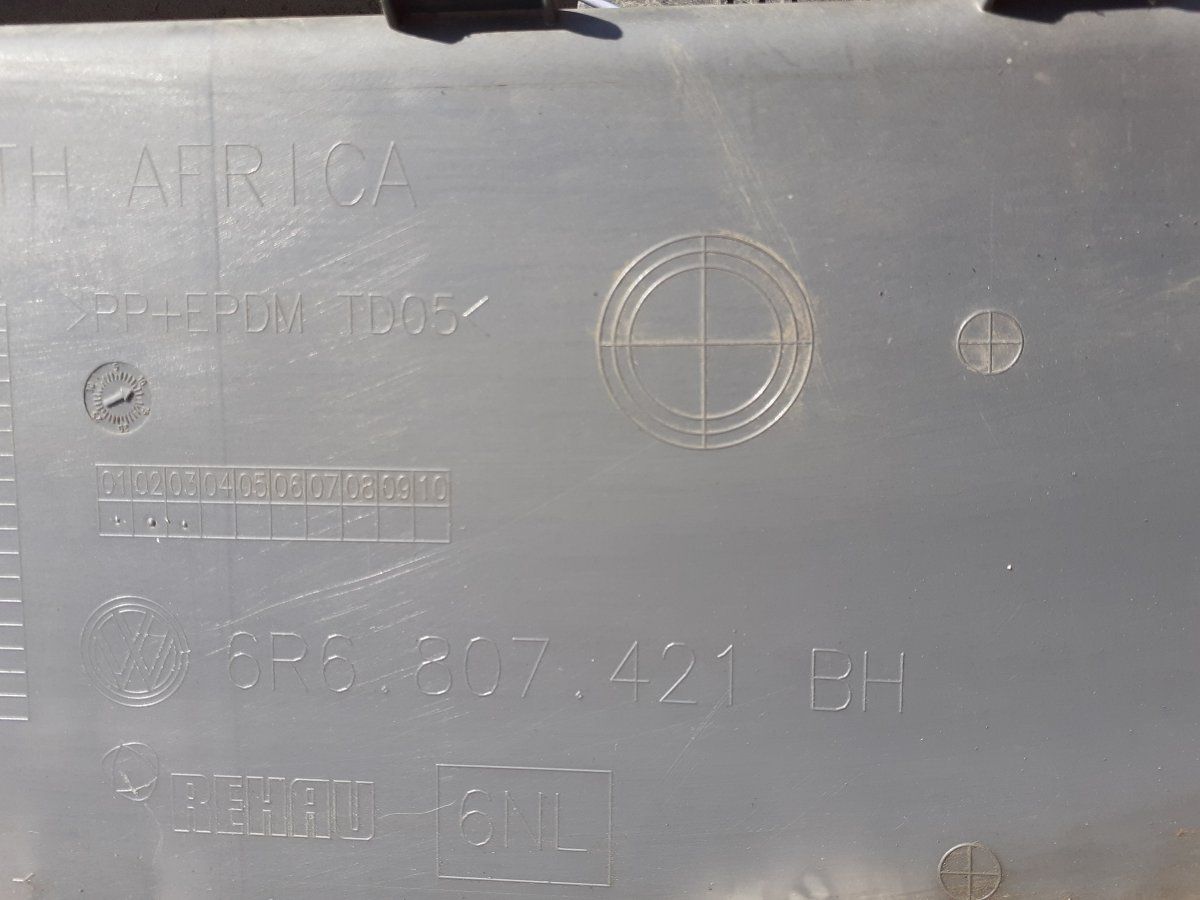 TH AFRICA
>PP+EPDM TD05<
01 02 03 04 05 06 07 08 09 10
6R6.807.421 BH
REHAU
6NL